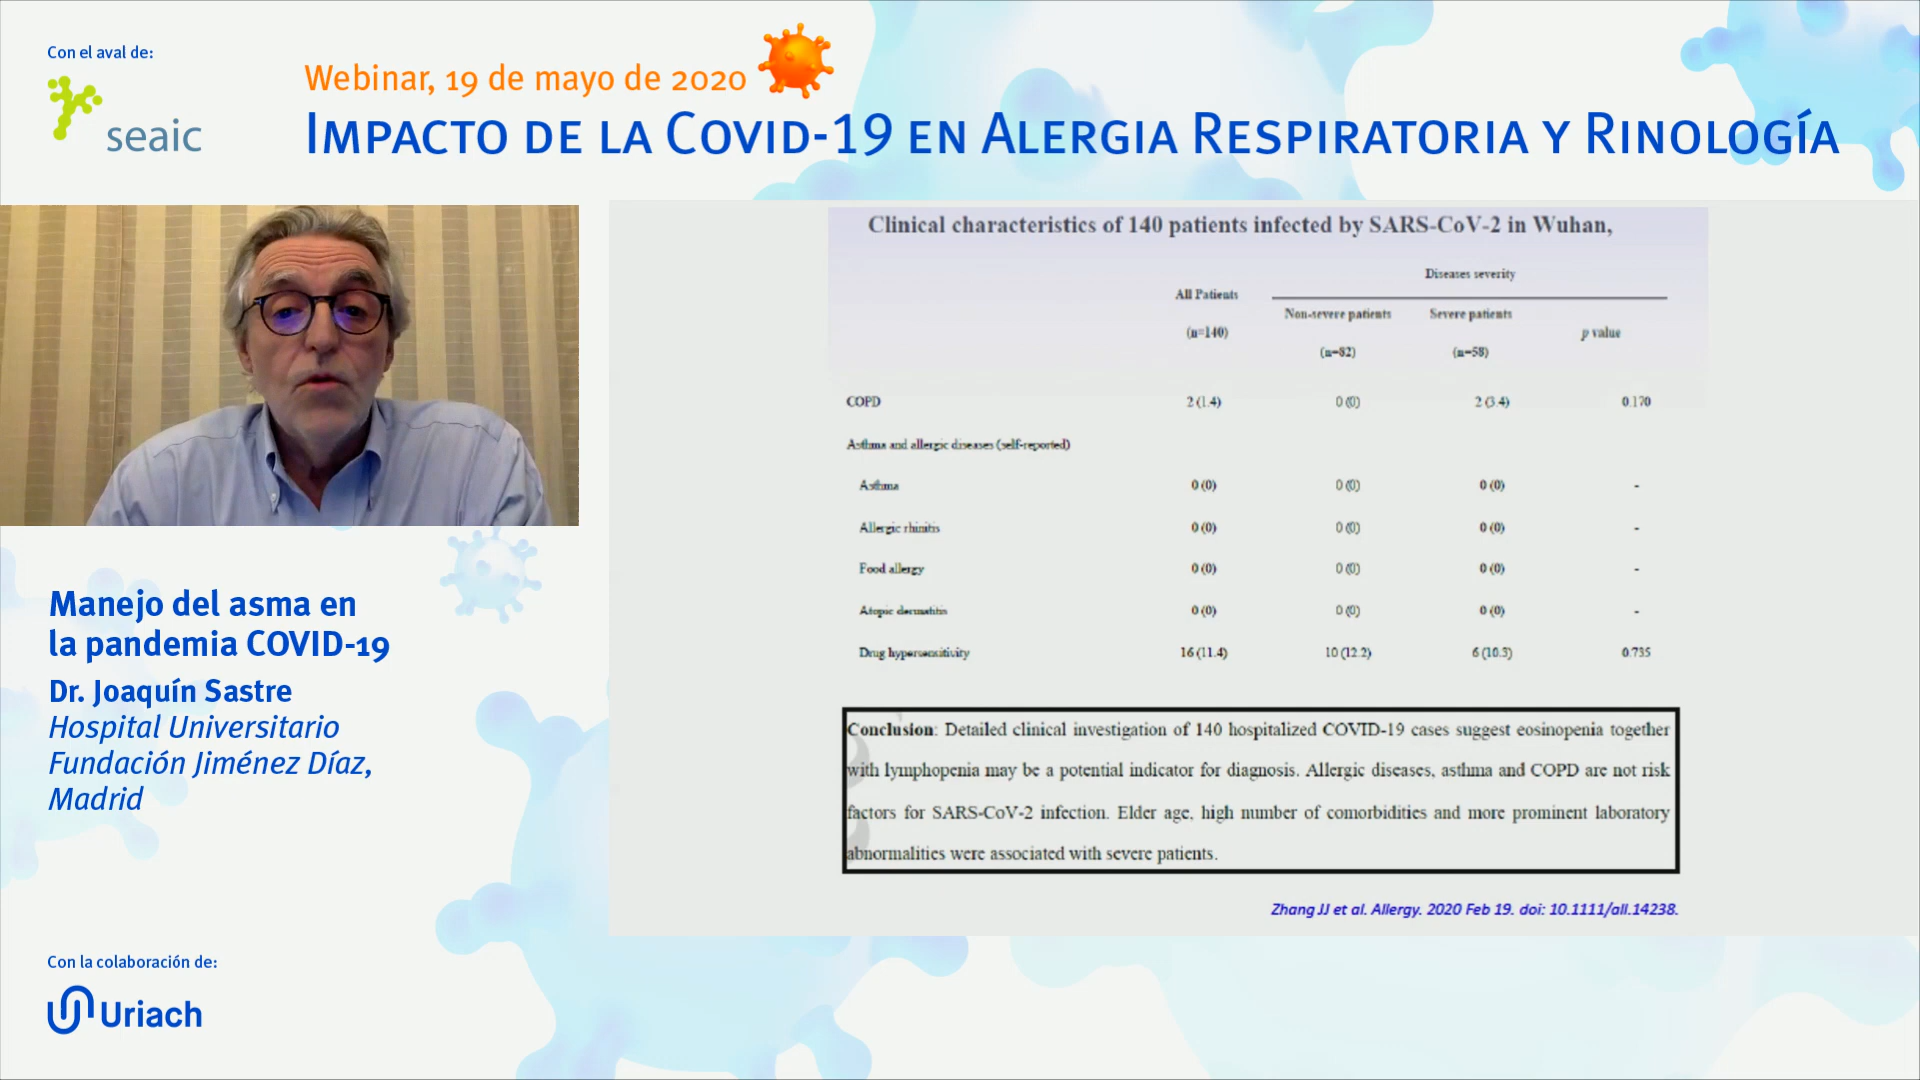 Con el aval de:
seaic
Webinar, 19 de mayo de 2020
IMPACTO DE LA COVID-19 EN ALERGIA RESPIRATORIA Y RINOLOGÍA
Manejo del asma en
la pandemia COVID-19
Dr. Joaquín Sastre
Hospital Universitario
Fundación Jiménez Díaz,
Madrid
Con la colaboración de:
Uriach
Clinical characteristics of 140 patients infected by SARS-CoV-2 in Wuhan,
Diseases severity
All Patients
Non-severe patients Severe patients
(n=140) p value
(n=82) (n=58)
COPD 2 (1.4) 0 (0) 2 (3.4) 0.170
Asthma and allergic diseases (self-reported)
Asthma 0 (0) 0 (0) 0 (0) -
Allergic rhinitis 0 (0) 0 (0) 0 (0) -
Food allergy 0 (0) 0 (0) 0 (0) -
Atopic dermatitis 0 (0) 0 (0) 0 (0) -
Drug hypersensitivity 16 (11.4) 10 (12.2) 6 (10.3) 0.735
Conclusion: Detailed clinical investigation of 140 hospitalized COVID-19 cases suggest eosinopenia together
with lymphopenia may be a potential indicator for diagnosis. Allergic diseases, asthma and COPD are not risk
factors for SARS-CoV-2 infection. Elder age, high number of comorbidities and more prominent laboratory
abnormalities were associated with severe patients.
Zhang JJ et al. Allergy. 2020 Feb 19. doi: 10.1111/all.14238.